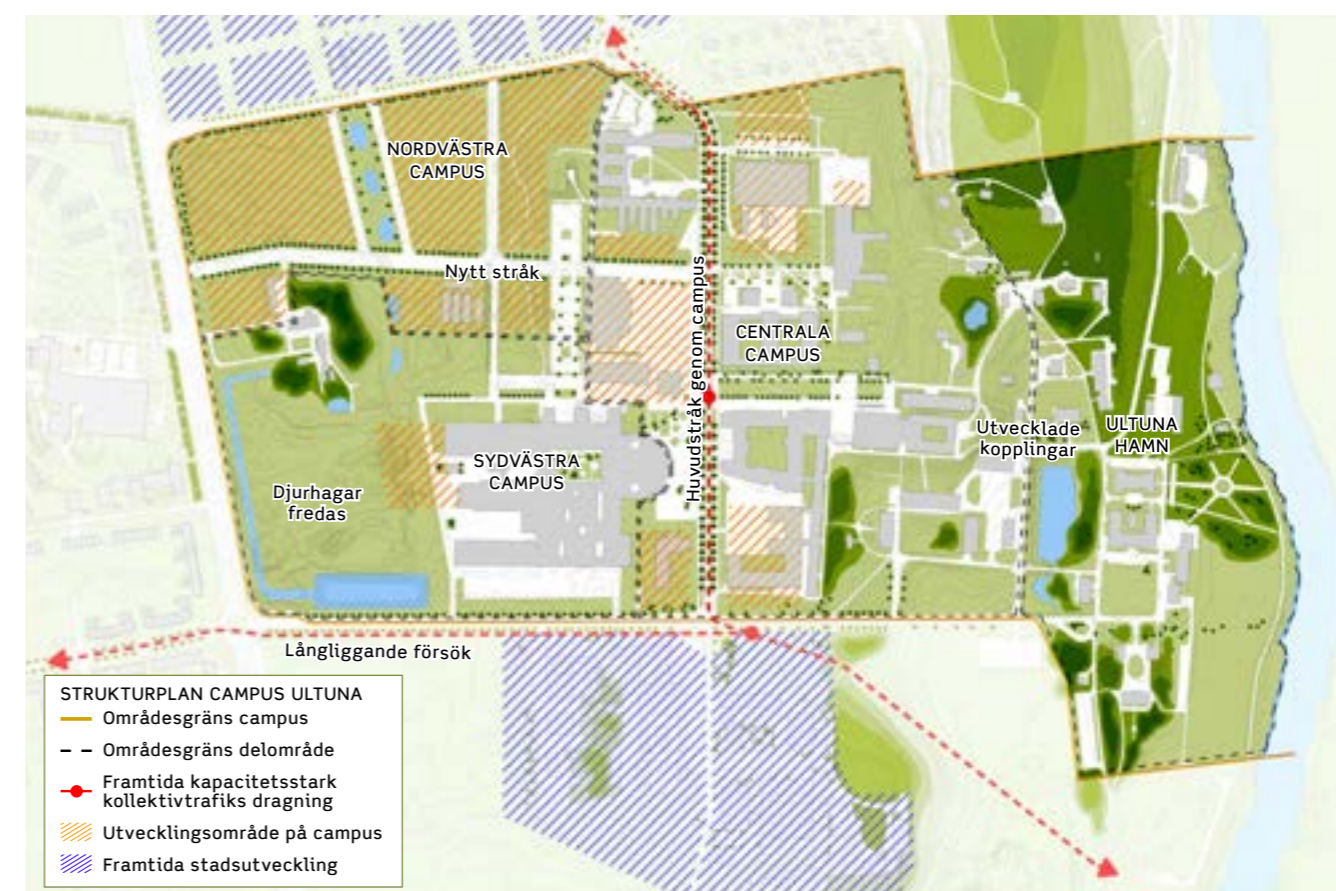 NORDVÄSTRA
CAMPUS
Nytt stråk
Huvudstråk genom campus
CENTRALA
CAMPUS
Utvecklade
kopplingar
ULTUNA
HAMN
SYDVÄSTRA
CAMPUS
Djurhagar
fredas
Långliggande försök
STRUKTURPLAN CAMPUS ULTUNA
Områdesgräns campus
Områdesgräns delområde
Framtida kapacitetsstark
kollektivtrafiks dragning
Utvecklingsområde på campus
Framtida stadsutveckling